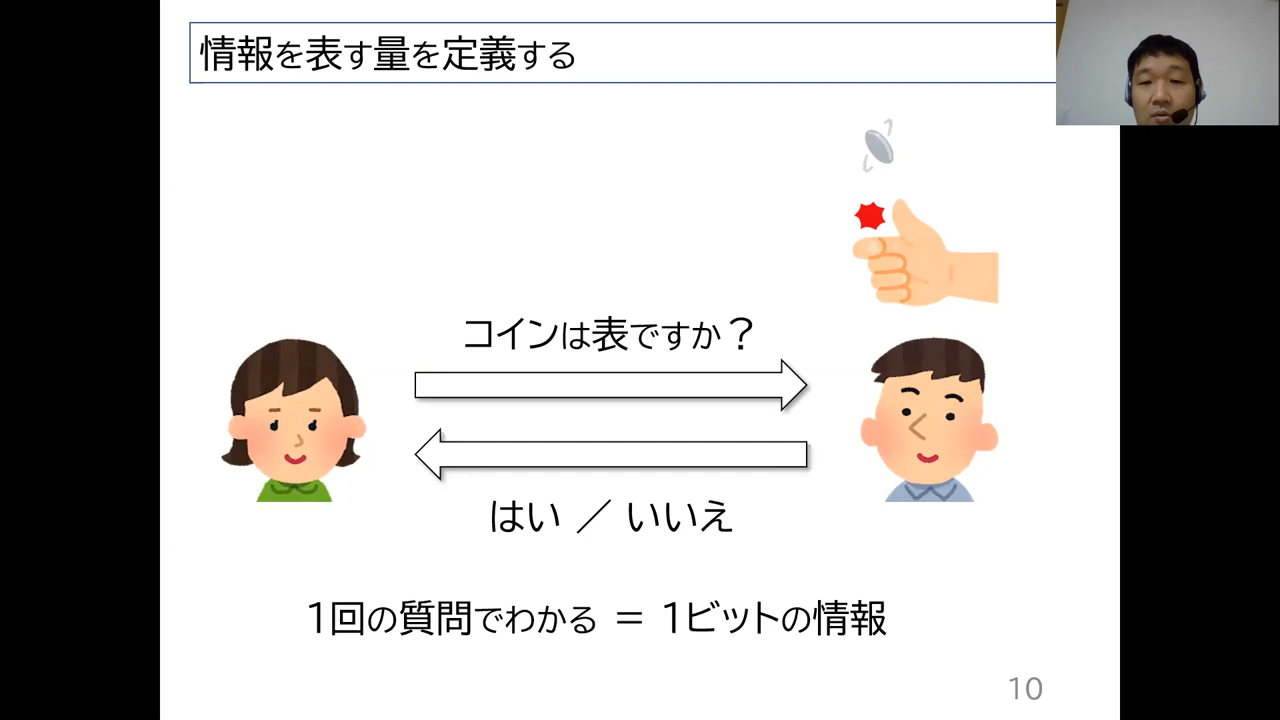 情報を表す量を定義する
コインは表ですか？
はい ／ いいえ
1回の質問でわかる ＝ 1ビットの情報
10